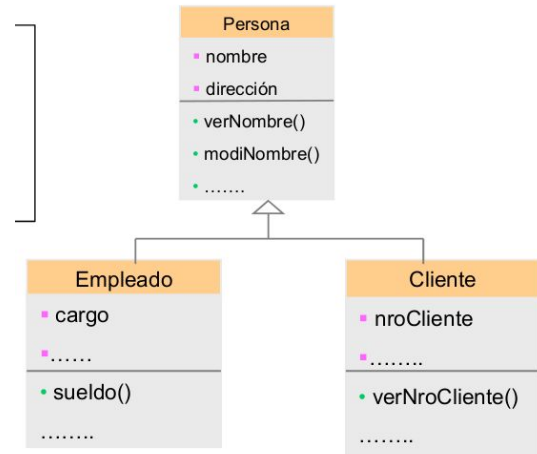 Persona
nombre
dirección
verNombre()
modiNombre()
.......
Empleado
cargo
......
sueldo()
........
Cliente
nroCliente
........
verNroCliente()
........